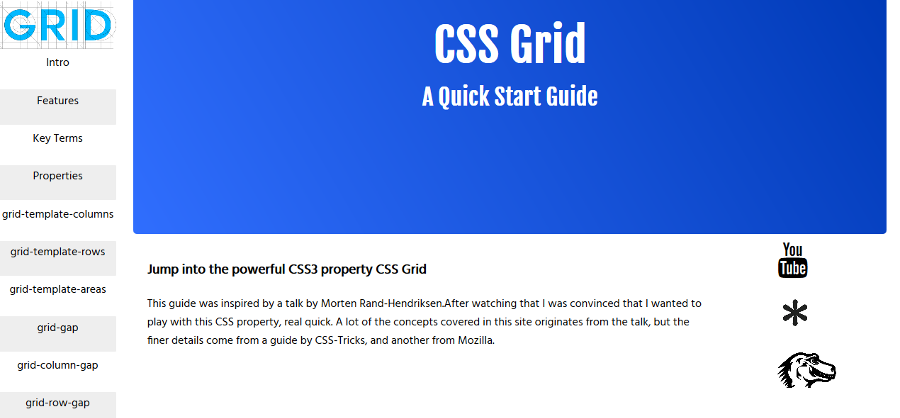 GRID
Intro
Features
Key Terms
Properties
grid-template-columns
grid-template-rows
grid-template-areas
grid-gap
grid-column-gap
grid-row-gap
CSS Grid
A Quick Start Guide
Jump into the powerful CSS3 property CSS Grid
This guide was inspired by a talk by Morten Rand-Hendriksen.After watching that I was convinced that I wanted to
play with this CSS property, real quick. A lot of the concepts covered in this site originates from the talk, but the
finer details come from a guide by CSS-Tricks, and another from Mozilla.
You
Tube